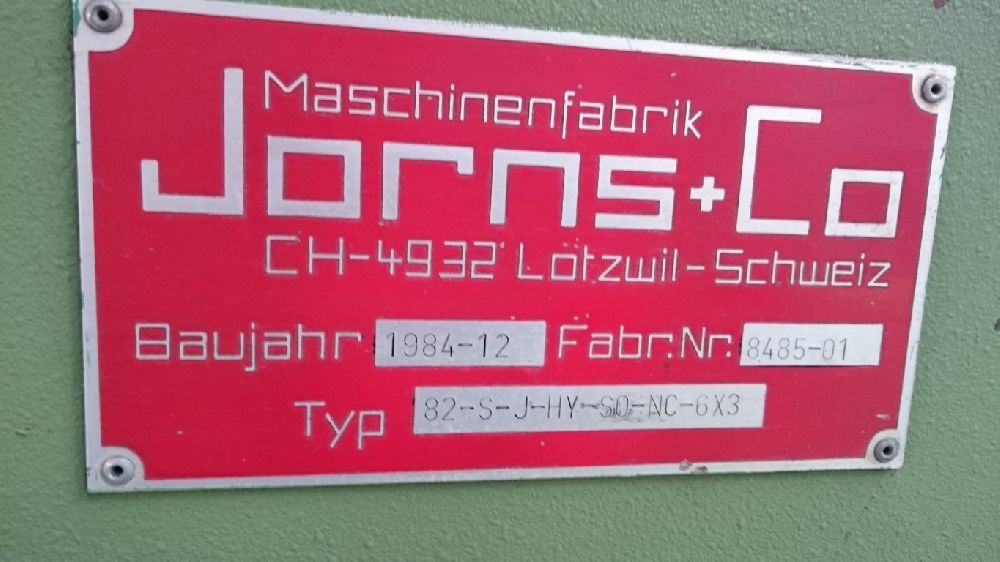 Maschinenfabrik
Jorns+Co
CH-4932 Lotzwil-Schweiz
Baujahr 1984-12 Fabr.Nr. 8485-01
Typ 82-S-J-HY-SO-NC-6X3